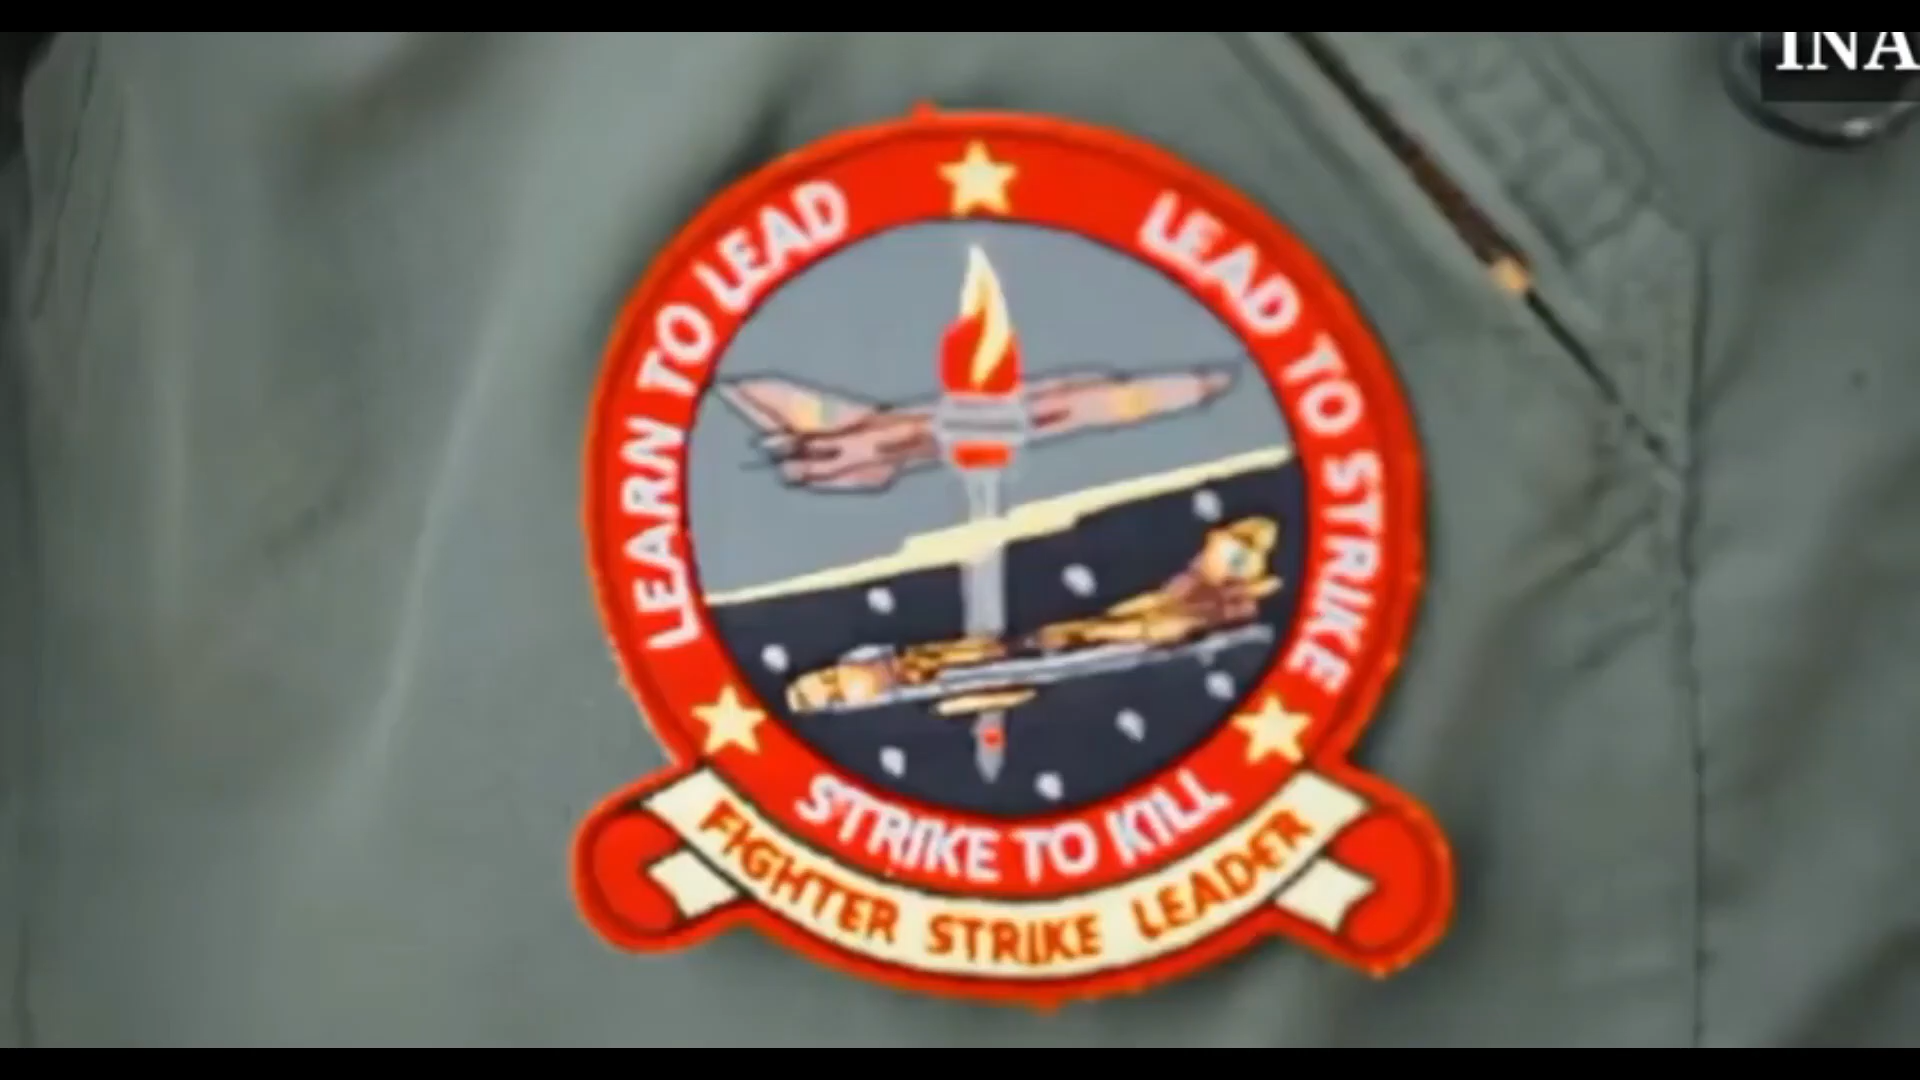 INA
LEARN TO LEAD
LEAD TO STRIKE
STRIKE TO KILL
FIGHTER STRIKE LEADER